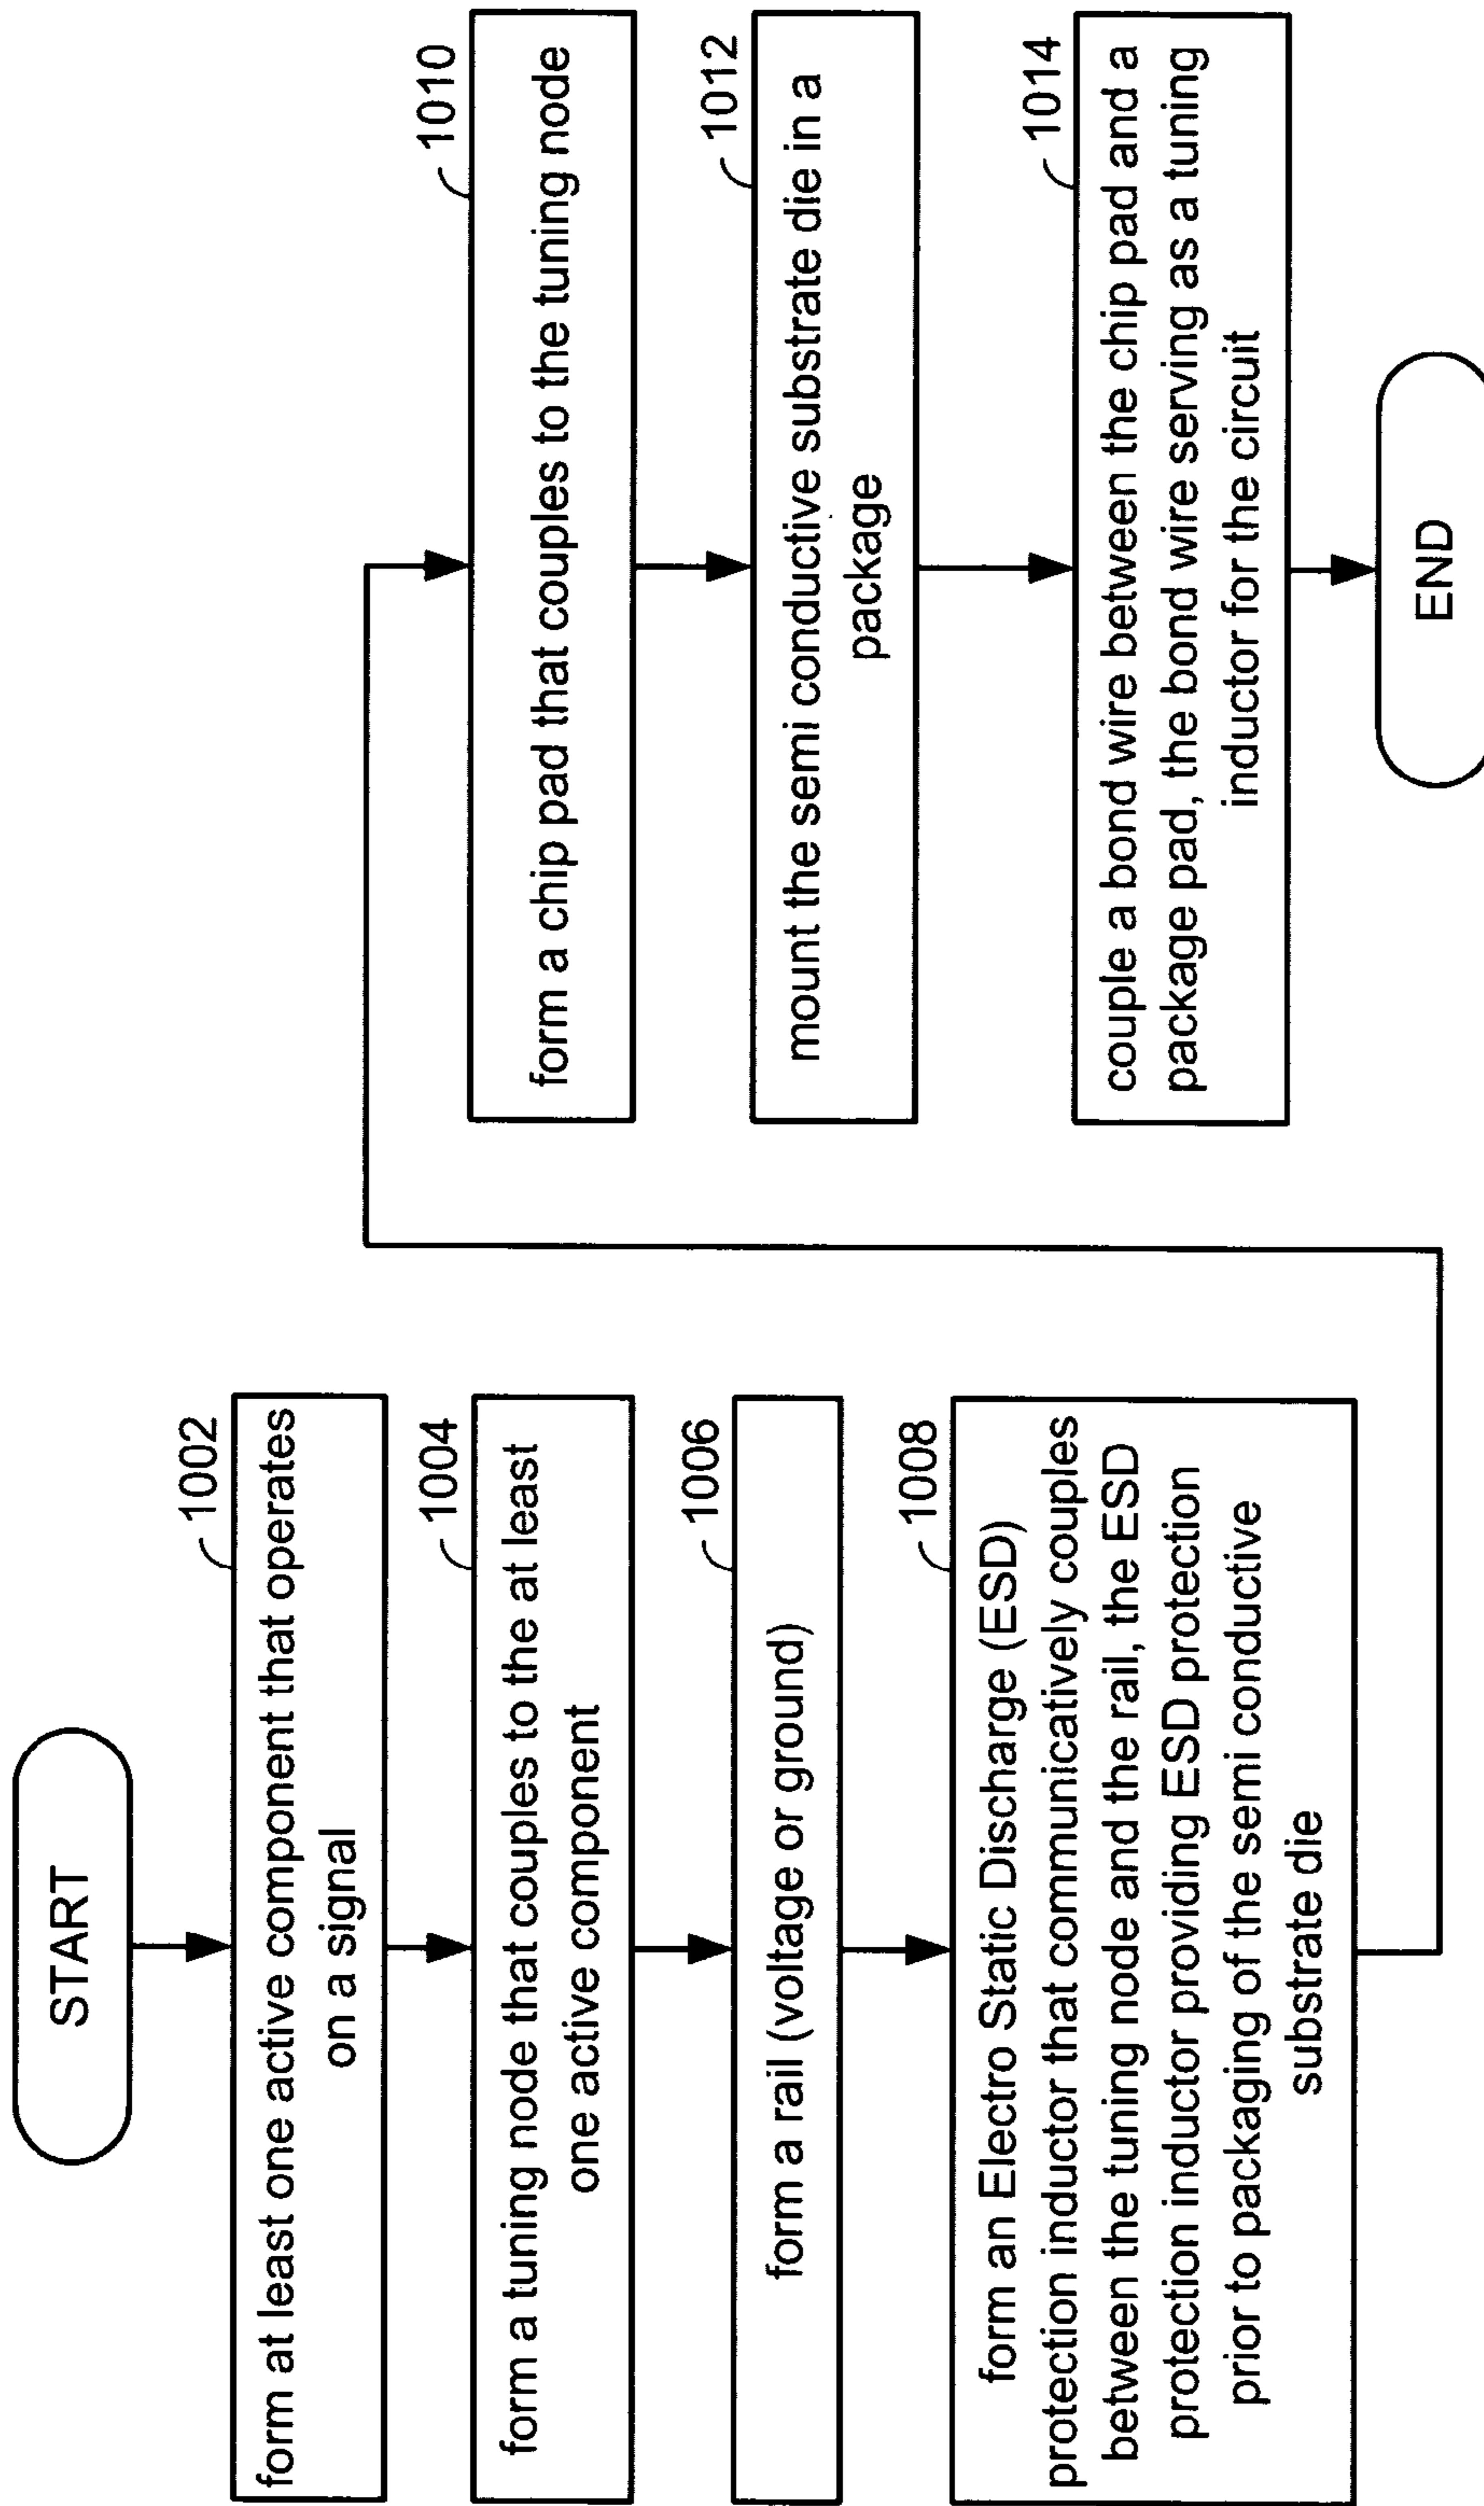 START
1002
form at least one active component that operates
on a signal
1004
form a tuning node that couples to the at least
one active component
1006
form a rail (voltage or ground)
1008
form an Electro Static Discharge (ESD)
protection inductor that communicatively couples
between the tuning node and the rail, the ESD
protection inductor providing ESD protection
prior to packaging of the semi conductive
substrate die
1010
form a chip pad that couples to the tuning node
1012
mount the semi conductive substrate die in a
package
1014
couple a bond wire between the chip pad and a
package pad, the bond wire serving as a tuning
inductor for the circuit
END